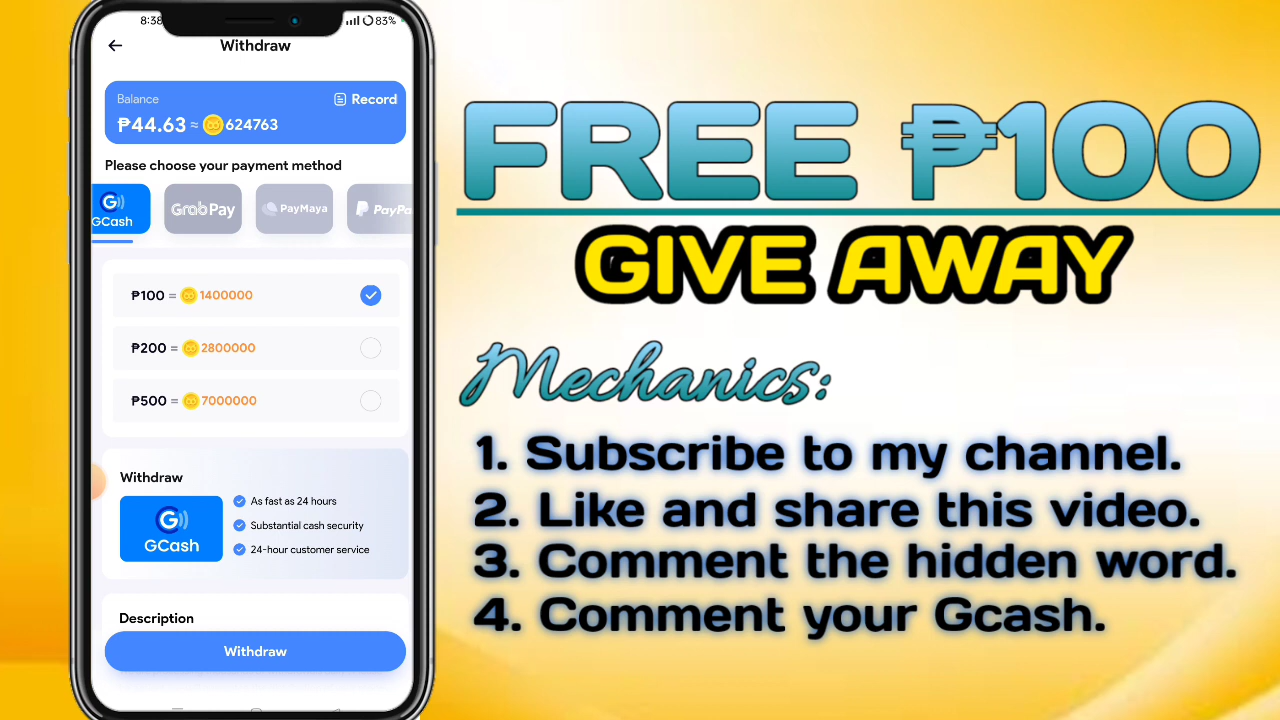 8:38
83%
Withdraw
Balance
Record
₱44.63 ≈ 624763
Please choose your payment method
GCash
GrabPay
PayMaya
PayPa
₱100 = 1400000
₱200 = 2800000
₱500 = 7000000
Withdraw
G
GCash
As fast as 24 hours
Substantial cash security
24-hour customer service
Description
Withdraw
FREE ₱100
GIVE AWAY
Mechanics:
1. Subscribe to my channel.
2. Like and share this video.
3. Comment the hidden word.
4. Comment your Gcash.